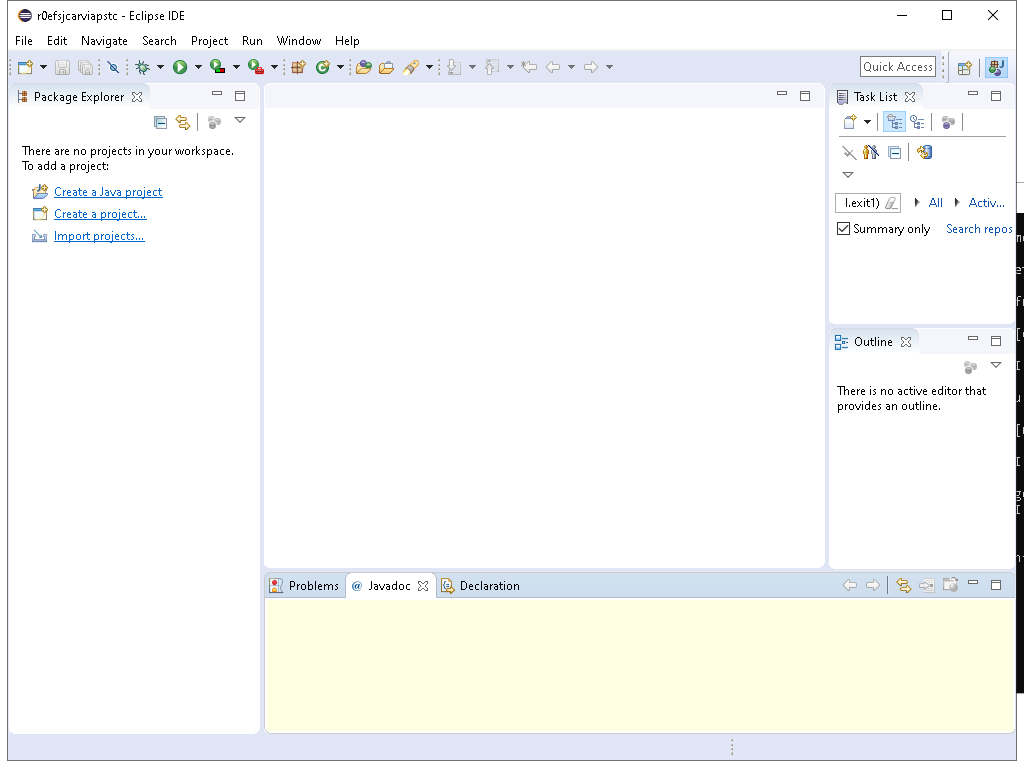 r0efsjcarviapstc - Eclipse IDE
File Edit Navigate Search Project Run Window Help
Quick Access
Package Explorer
Task List
There are no projects in your workspace.
To add a project:
Create a Java project
Create a project...
Import projects...
l.exit1) All Activ...
Summary only Search repos
Outline
There is no active editor that
provides an outline.
Problems @ Javadoc Declaration